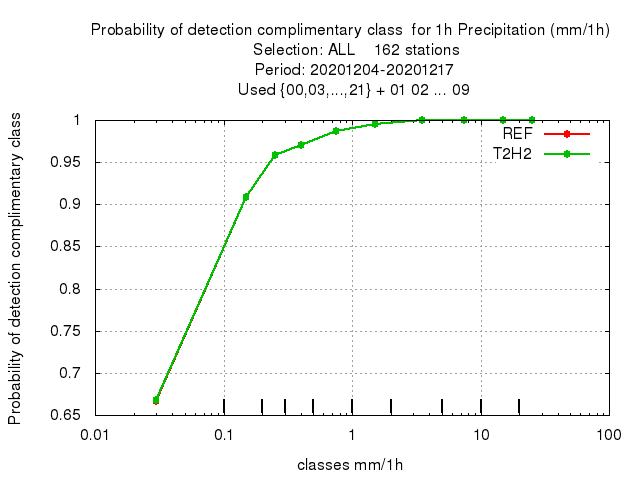 Probability of detection complimentary class  for 1h Precipitation (mm/1h)
Selection: ALL    162 stations
Period: 20201204-20201217
Used {00,03,...,21} + 01 02 ... 09
Probability of detection complimentary class
1
0.95
0.9
0.85
0.8
0.75
0.7
0.65
REF
T2H2
0.01 0.1 1 10 100
classes mm/1h